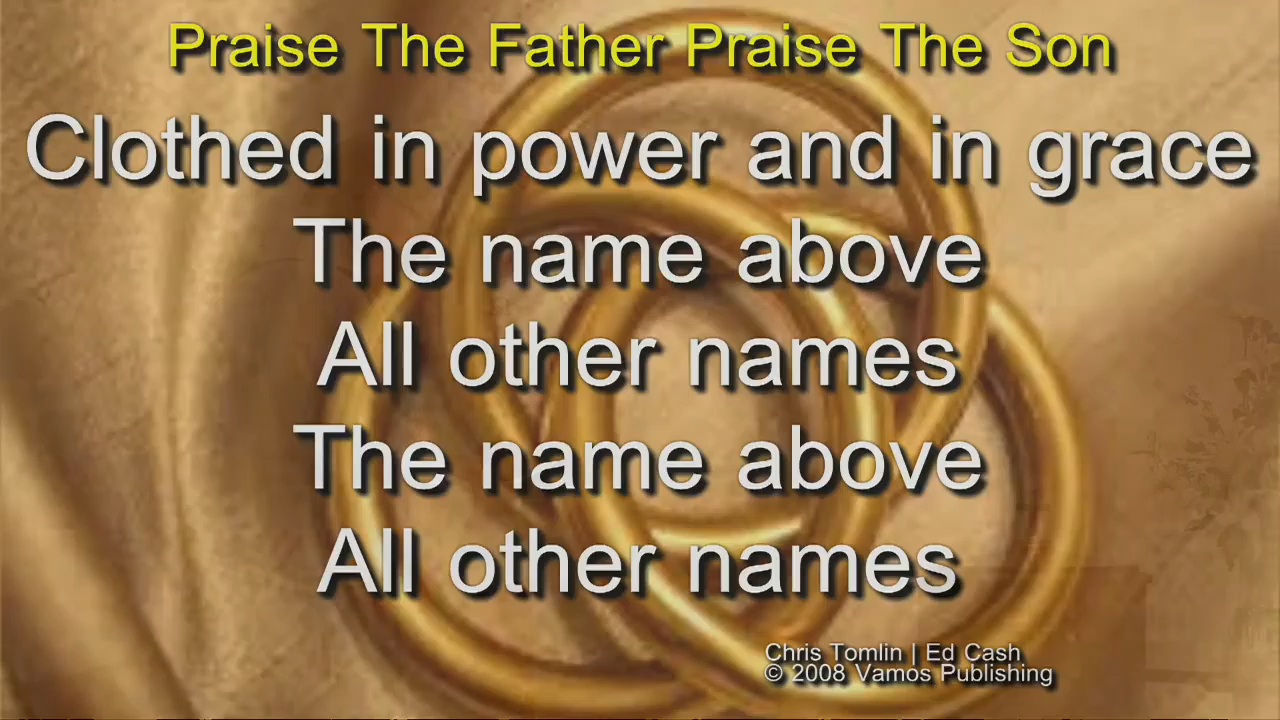 Praise The Father Praise The Son
Clothed in power and in grace
The name above
All other names
The name above
All other names
Chris Tomlin | Ed Cash
© 2008 Vamos Publishing